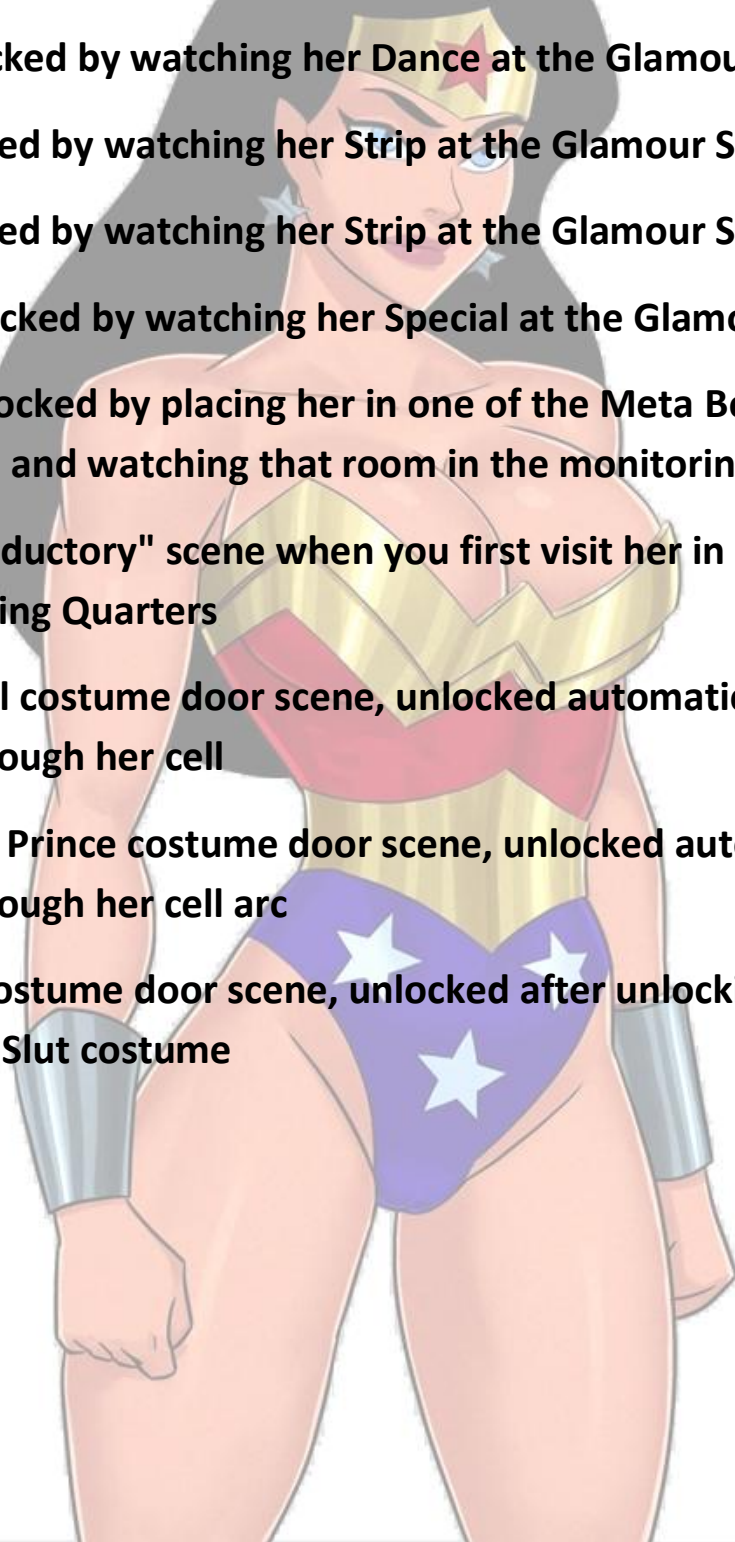 cked by watching her Dance at the Glamou
ed by watching her Strip at the Glamour S
ed by watching her Strip at the Glamour S
cked by watching her Special at the Glamo
ocked by placing her in one of the Meta Be
and watching that room in the monitorin
ductory" scene when you first visit her in
ing Quarters
l costume door scene, unlocked automatic
ough her cell
Prince costume door scene, unlocked aut
ough her cell arc
ostume door scene, unlocked after unlock
Slut costume